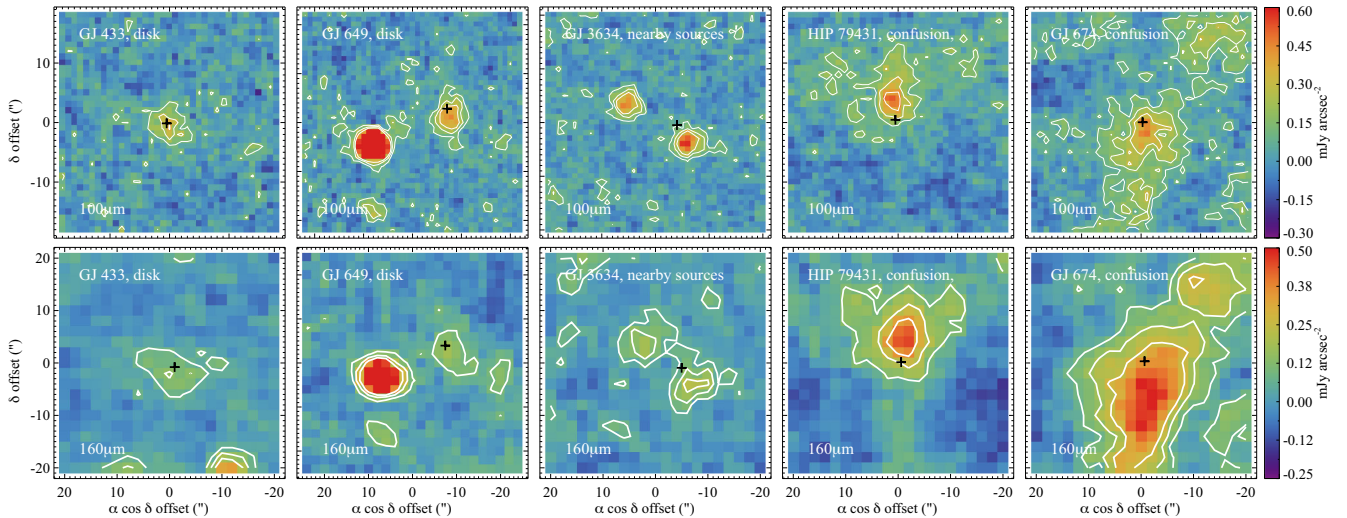 GJ 433, disk
GJ 649, disk
GJ 3634, nearby sources
HIP 79431, confusion,
GJ 674, confusion
100μm
100μm
100μm
100μm
100μm
10
0
-10
δ offset (")
0.60
0.45
0.30
0.15
0.00
-0.15
-0.30
mJy arcsec⁻²
GJ 433, disk
GJ 649, disk
GJ 3634, nearby sources
HIP 79431, confusion,
GJ 674, confusion
160μm
160μm
160μm
160μm
160μm
20
10
0
-10
-20
δ offset (")
0.50
0.38
0.25
0.12
0.00
-0.12
-0.25
mJy arcsec⁻²
20 10 0 -10 -20
20 10 0 -10 -20
20 10 0 -10 -20
20 10 0 -10 -20
20 10 0 -10 -20
α cos δ offset (")
α cos δ offset (")
α cos δ offset (")
α cos δ offset (")
α cos δ offset (")